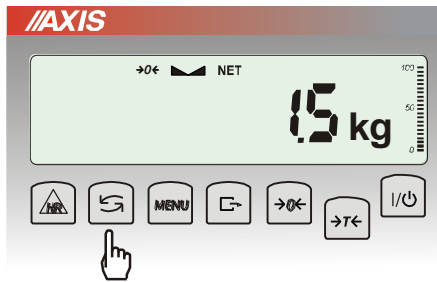 //AXIS
→0← NET
1.5 kg
100
50
0
HR MENU →0← →T← I/⏻